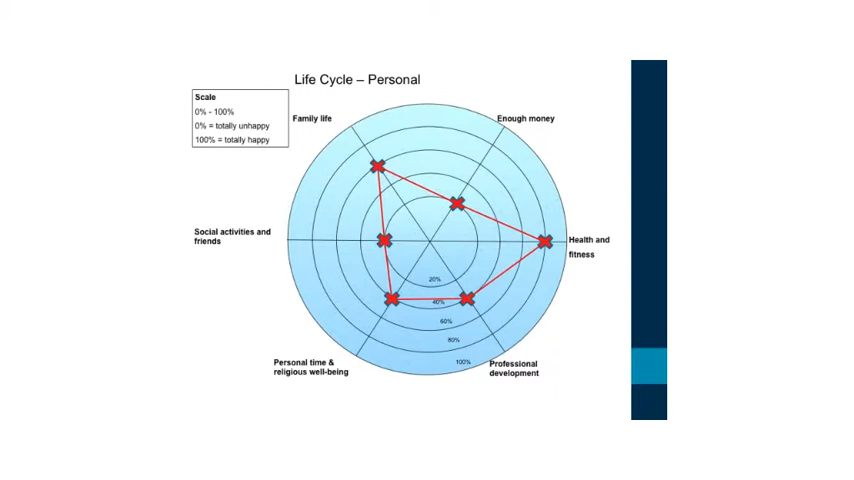 Life Cycle – Personal
Scale
0% - 100%
0% = totally unhappy
100% = totally happy
Family life
Enough money
Social activities and
friends
Health and
fitness
20%
40%
60%
80%
100%
Personal time &
religious well-being
Professional
development